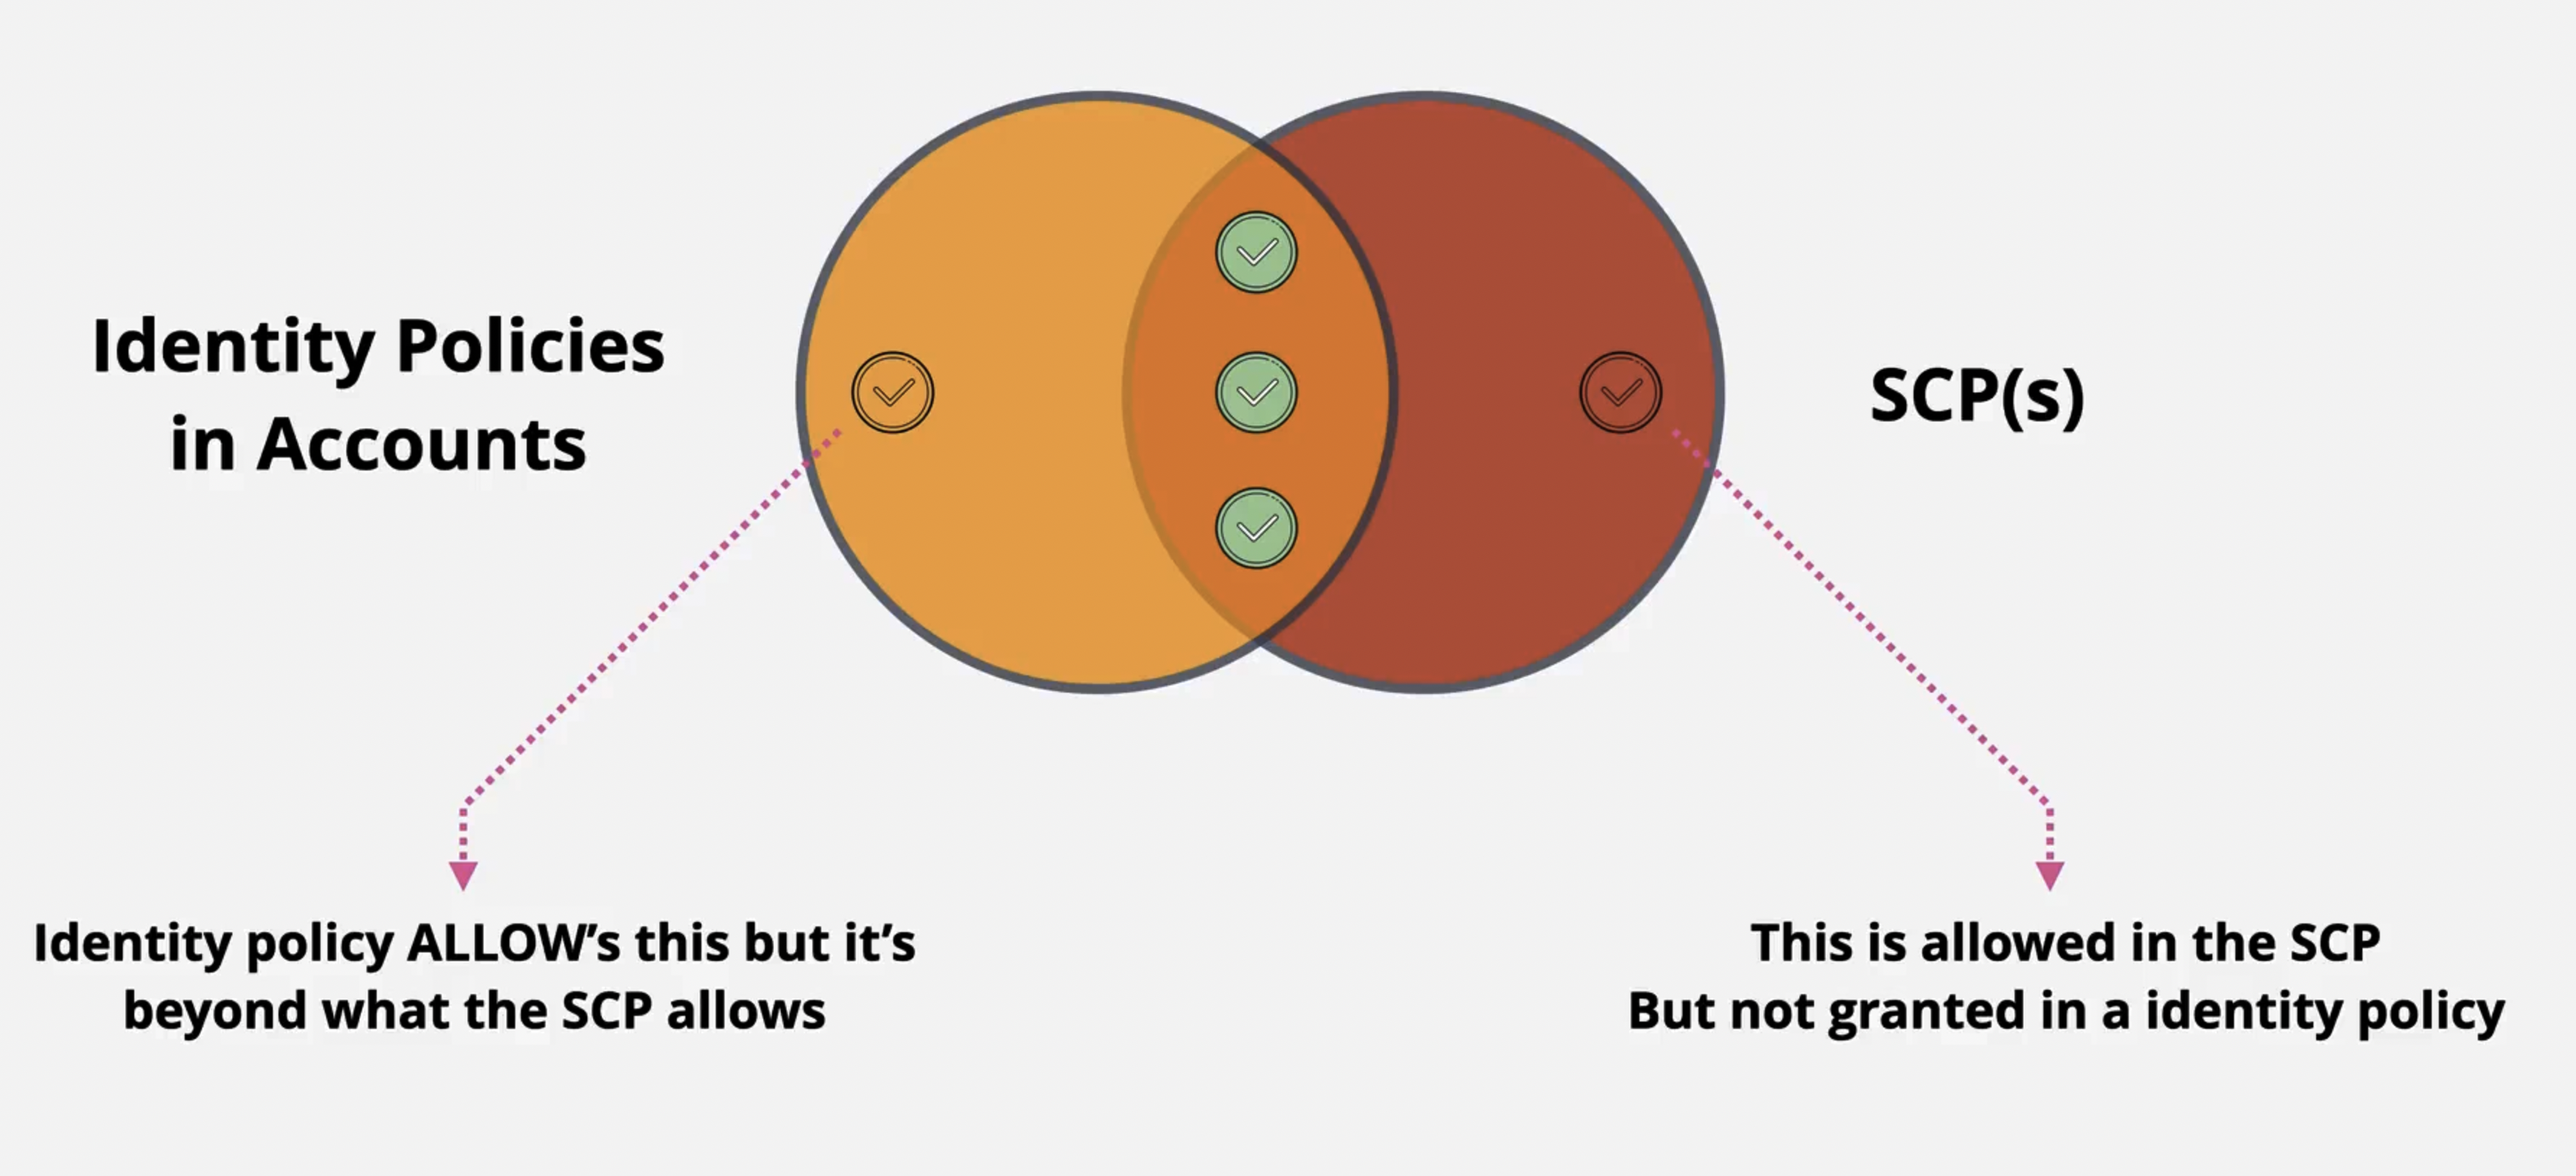 Identity Policies
in Accounts
SCP(s)
Identity policy ALLOW’s this but it’s
beyond what the SCP allows
This is allowed in the SCP
But not granted in a identity policy